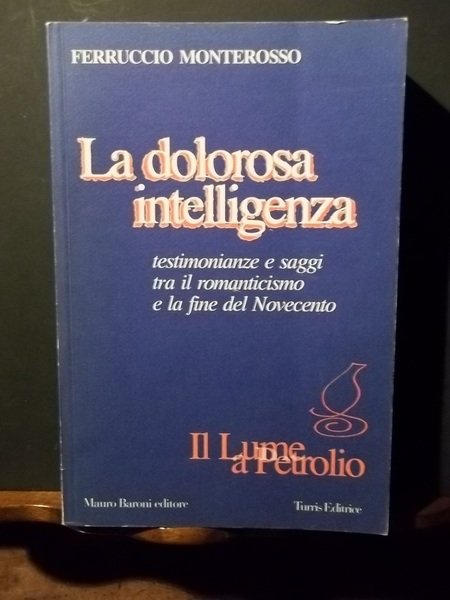 FERRUCCIO MONTEROSSO
La dolorosa
intelligenza
testimonianze e saggi
tra il romanticismo
e la fine del Novecento
Il Lume
a Petrolio
Mauro Baroni editore
Turris Editrice